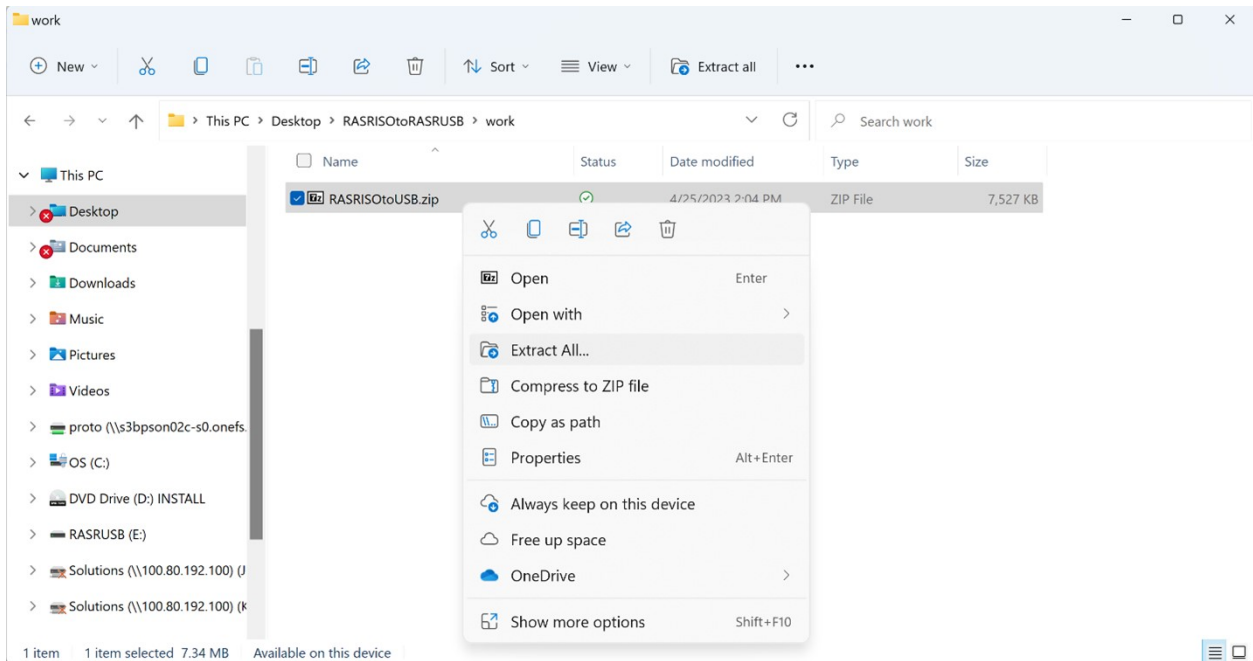 work
New
Sort
View
Extract all
This PC > Desktop > RASRISOtoRASRUSB > work
Search work
Name
Status
Date modified
Type
Size
RASRISOtoUSB.zip
4/25/2023 2:04 PM
ZIP File
7,527 KB
This PC
Desktop
Documents
Downloads
Music
Pictures
Videos
proto (\\s3bpson02c-s0.onefs.
OS (C:)
DVD Drive (D:) INSTALL
RASRUSB (E:)
Solutions (\\100.80.192.100) (J
Solutions (\\100.80.192.100) (K
Open Enter
Open with
Extract All...
Compress to ZIP file
Copy as path
Properties Alt+Enter
Always keep on this device
Free up space
OneDrive
Show more options Shift+F10
1 item 1 item selected 7.34 MB Available on this device